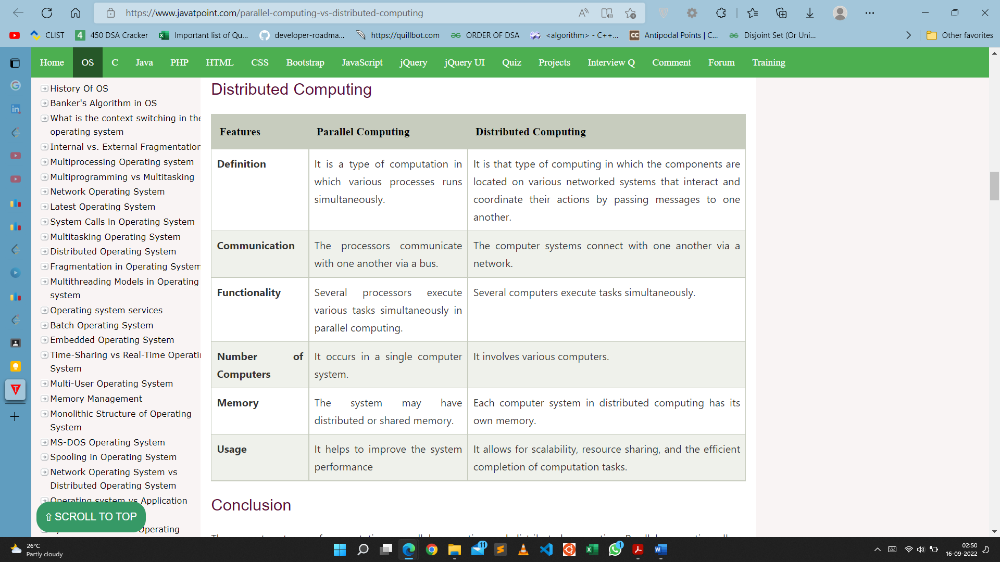 https://www.javatpoint.com/parallel-computing-vs-distributed-computing
CLIST
450 DSA Cracker
Important list of Qu...
developer-roadma...
https://quillbot.com
ORDER OF DSA
<algorithm> - C++...
Antipodal Points | C...
Disjoint Set (Or Uni...
Other favorites
Home OS C Java PHP HTML CSS Bootstrap JavaScript jQuery jQuery UI Quiz Projects Interview Q Comment Forum Training
History Of OS
Banker's Algorithm in OS
What is the context switching in the
operating system
Internal vs. External Fragmentation
Multiprocessing Operating system
Multiprogramming vs Multitasking
Network Operating System
Latest Operating System
System Calls in Operating System
Multitasking Operating System
Distributed Operating System
Fragmentation in Operating System
Multithreading Models in Operating
system
Operating system services
Batch Operating System
Embedded Operating System
Time-Sharing vs Real-Time Operati
System
Multi-User Operating System
Memory Management
Monolithic Structure of Operating
System
MS-DOS Operating System
Spooling in Operating System
Network Operating System vs
Distributed Operating System
Operating system vs Application
Operating
⇧ SCROLL TO TOP
Distributed Computing
Features Parallel Computing Distributed Computing
Definition
It is a type of computation in
which various processes runs
simultaneously.
It is that type of computing in which the components are
located on various networked systems that interact and
coordinate their actions by passing messages to one
another.
Communication
The processors communicate
with one another via a bus.
The computer systems connect with one another via a
network.
Functionality
Several processors execute
various tasks simultaneously in
parallel computing.
Several computers execute tasks simultaneously.
Number of
Computers
It occurs in a single computer
system.
It involves various computers.
Memory
The system may have
distributed or shared memory.
Each computer system in distributed computing has its
own memory.
Usage
It helps to improve the system
performance
It allows for scalability, resource sharing, and the efficient
completion of computation tasks.
Conclusion
26°C
Partly cloudy
11
1
02:50
16-09-2022